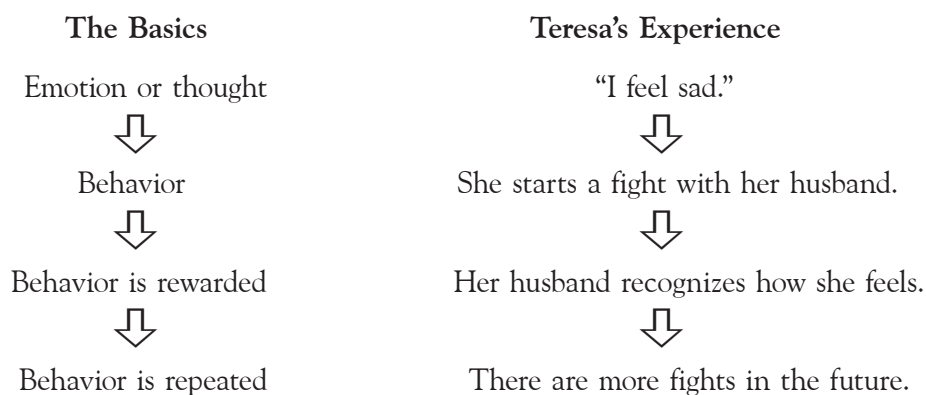 The Basics
Emotion or thought
Behavior
Behavior is rewarded
Behavior is repeated
Teresa’s Experience
“I feel sad.”
She starts a fight with her husband.
Her husband recognizes how she feels.
There are more fights in the future.